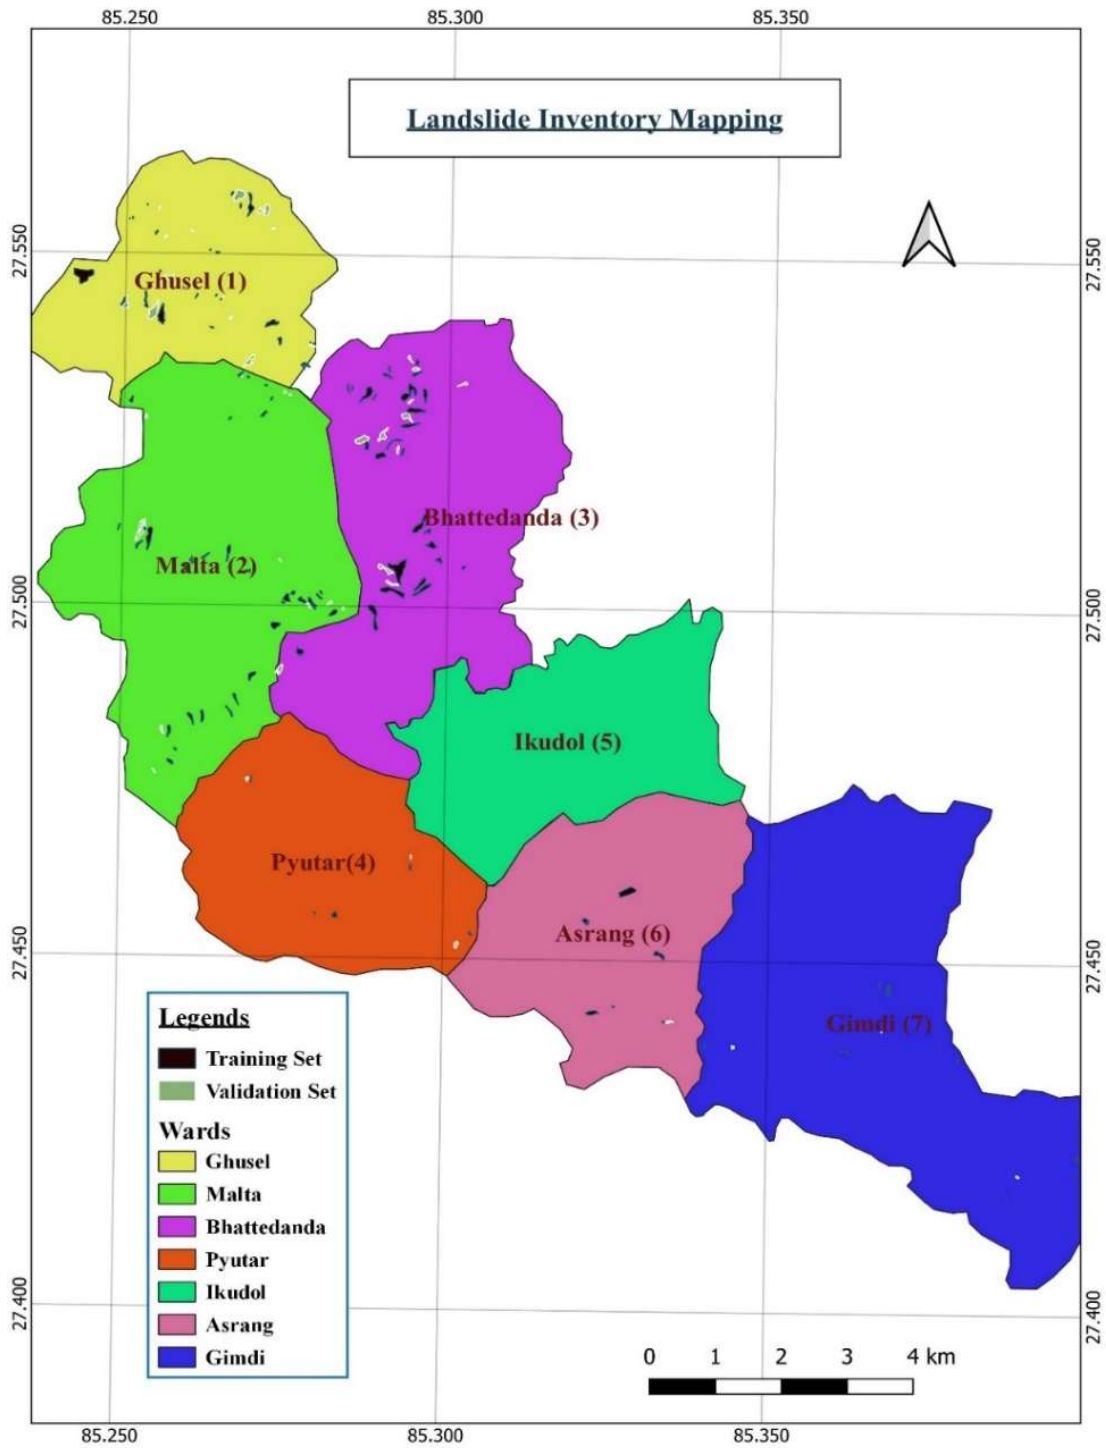 85.250 85.300 85.350
Landslide Inventory Mapping
27.550 27.550
Ghusel (1)
Bhattedanda (3)
Malta (2)
27.500 27.500
Ikudol (5)
Pyutar(4)
Asrang (6)
27.450 27.450
Gimdi (7)
Legends
Training Set
Validation Set
Wards
Ghusel
Malta
Bhattedanda
Pyutar
Ikudol
Asrang
Gimdi
27.400 27.400
0 1 2 3 4 km
85.250 85.300 85.350